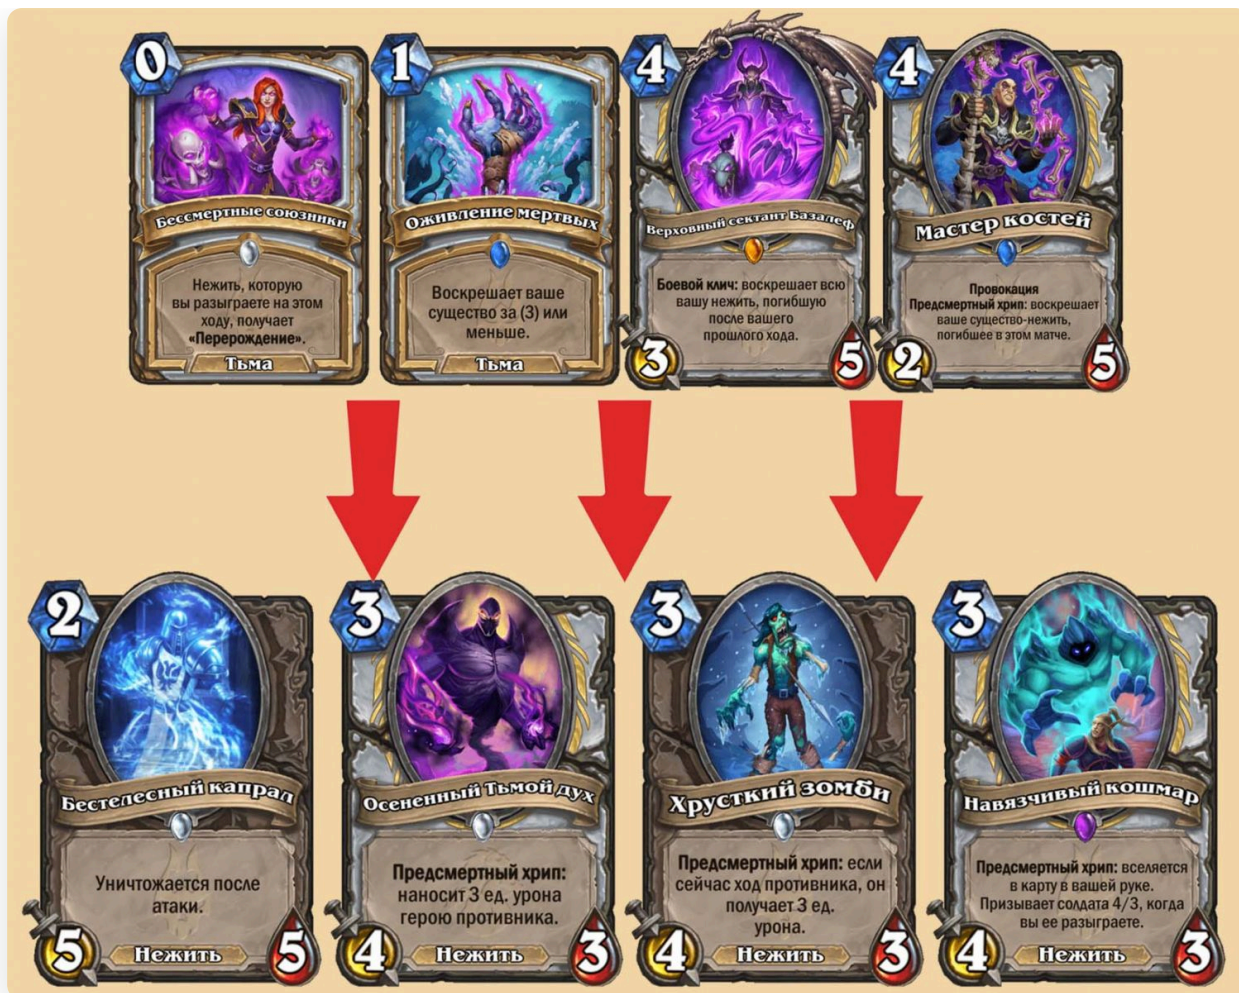 0
Бессмертные союзники
Нежить, которую
вы разыграете на этом
ходу, получает
«Перерождение».
Тьма
1
Оживление мертвых
Воскрешает ваше
существо за (3) или
меньше.
Тьма
4
Верховный сектант Базалеф
Боевой клич: воскрешает всю
вашу нежить, погибшую
после вашего
прошлого хода.
3
5
4
Мастер костей
Провокация
Предсмертный хрип: воскрешает
ваше существо-нежить,
погибшее в этом матче.
2
5
2
Бестелесный капрал
Уничтожается после
атаки.
5
Нежить
5
3
Осененный Тьмой дух
Предсмертный хрип:
наносит 3 ед. урона
герою противника.
4
Нежить
3
3
Хрусткий зомби
Предсмертный хрип: если
сейчас ход противника, он
получает 3 ед.
урона.
4
Нежить
3
3
Навязчивый кошмар
Предсмертный хрип: вселяется
в карту в вашей руке.
Призывает солдата 4/3, когда
вы ее разыграете.
4
Нежить
3